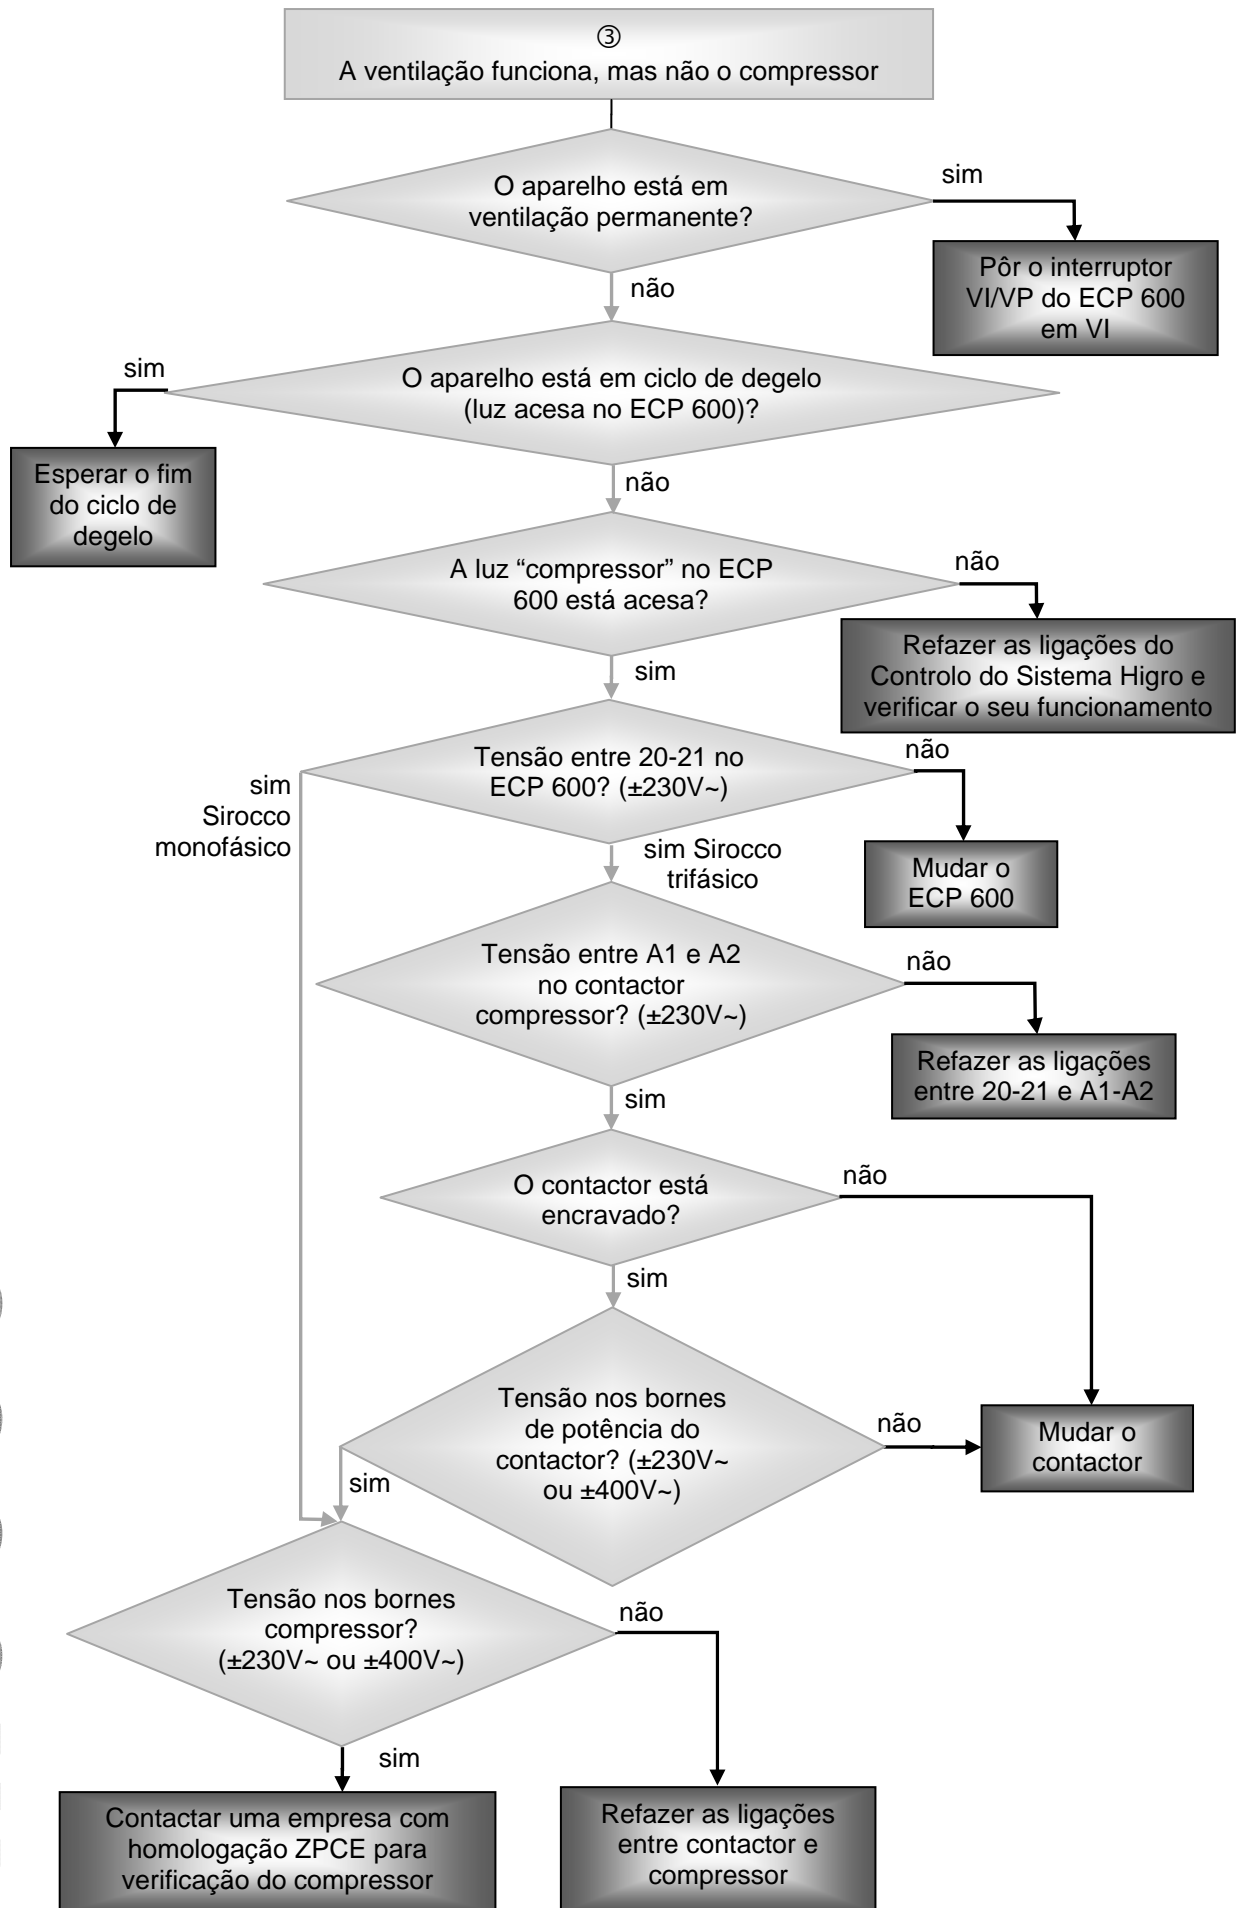 ③
A ventilação funciona, mas não o compressor
O aparelho está em
ventilação permanente?
sim
Pôr o interruptor
VI/VP do ECP 600
em VI
não
O aparelho está em ciclo de degelo
(luz acesa no ECP 600)?
sim
Esperar o fim
do ciclo de
degelo
não
A luz “compressor” no ECP
600 está acesa?
não
Refazer as ligações do
Controlo do Sistema Higro e
verificar o seu funcionamento
sim
Tensão entre 20-21 no
ECP 600? (±230V~)
não
Mudar o
ECP 600
sim
Sirocco
monofásico
sim Sirocco
trifásico
Tensão entre A1 e A2
no contactor
compressor? (±230V~)
não
Refazer as ligações
entre 20-21 e A1-A2
sim
O contactor está
encravado?
não
sim
Tensão nos bornes
de potência do
contactor? (±230V~
ou ±400V~)
não
Mudar o
contactor
sim
Tensão nos bornes
compressor?
(±230V~ ou ±400V~)
não
sim
Contactar uma empresa com
homologação ZPCE para
verificação do compressor
Refazer as ligações
entre contactor e
compressor